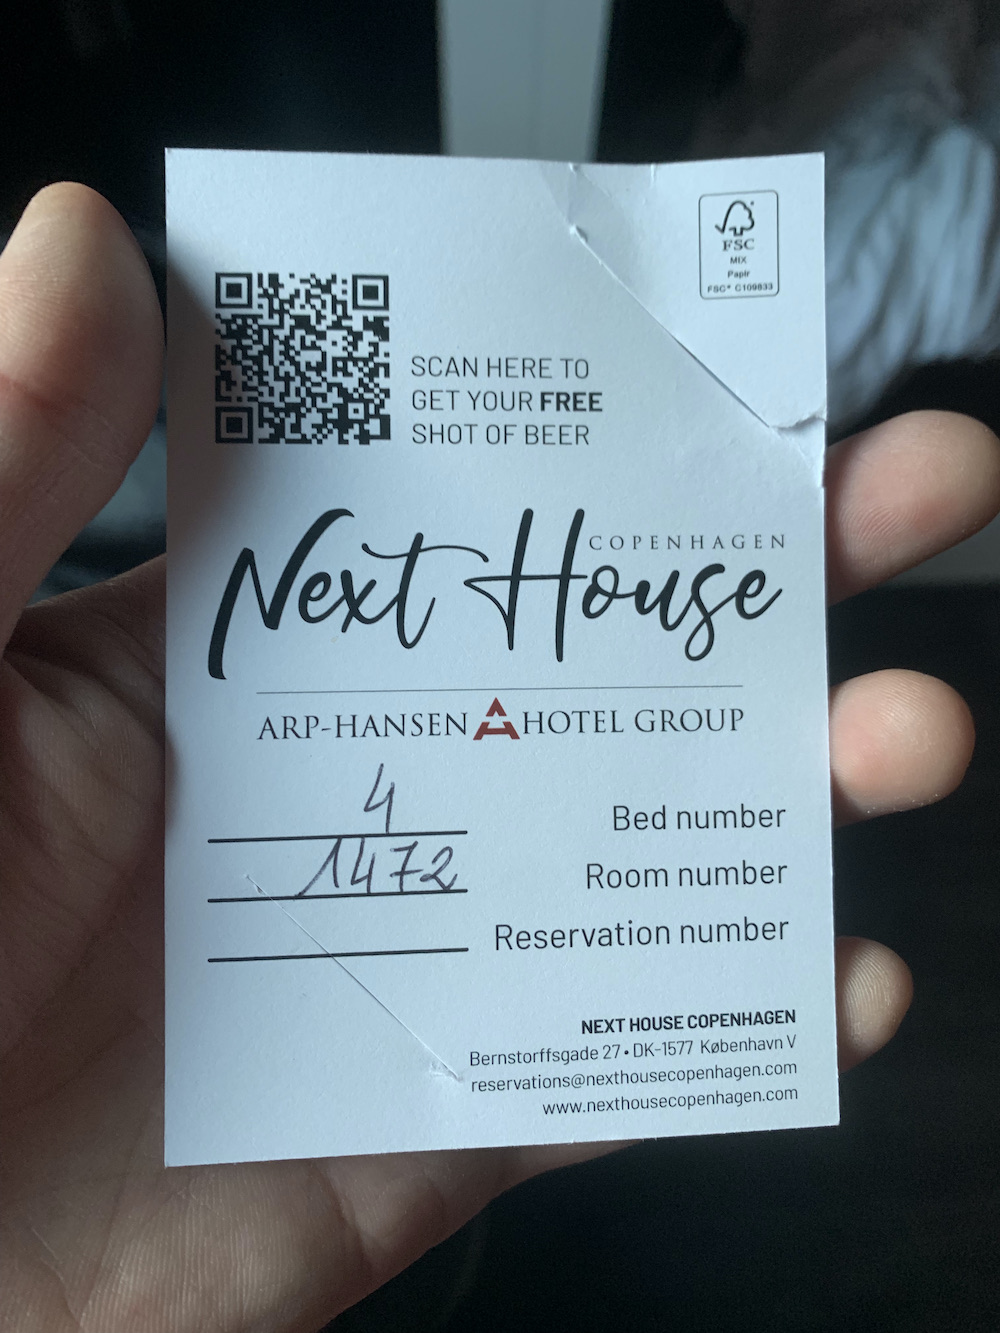 FSC
MIX
Papir
FSC® C109833
SCAN HERE TO
GET YOUR FREE
SHOT OF BEER
COPENHAGEN
Next House
ARP-HANSEN HOTEL GROUP
4 Bed number
1472 Room number
Reservation number
NEXT HOUSE COPENHAGEN
Bernstorffsgade 27 • DK-1577 København V
reservations@nexthousecopenhagen.com
www.nexthousecopenhagen.com